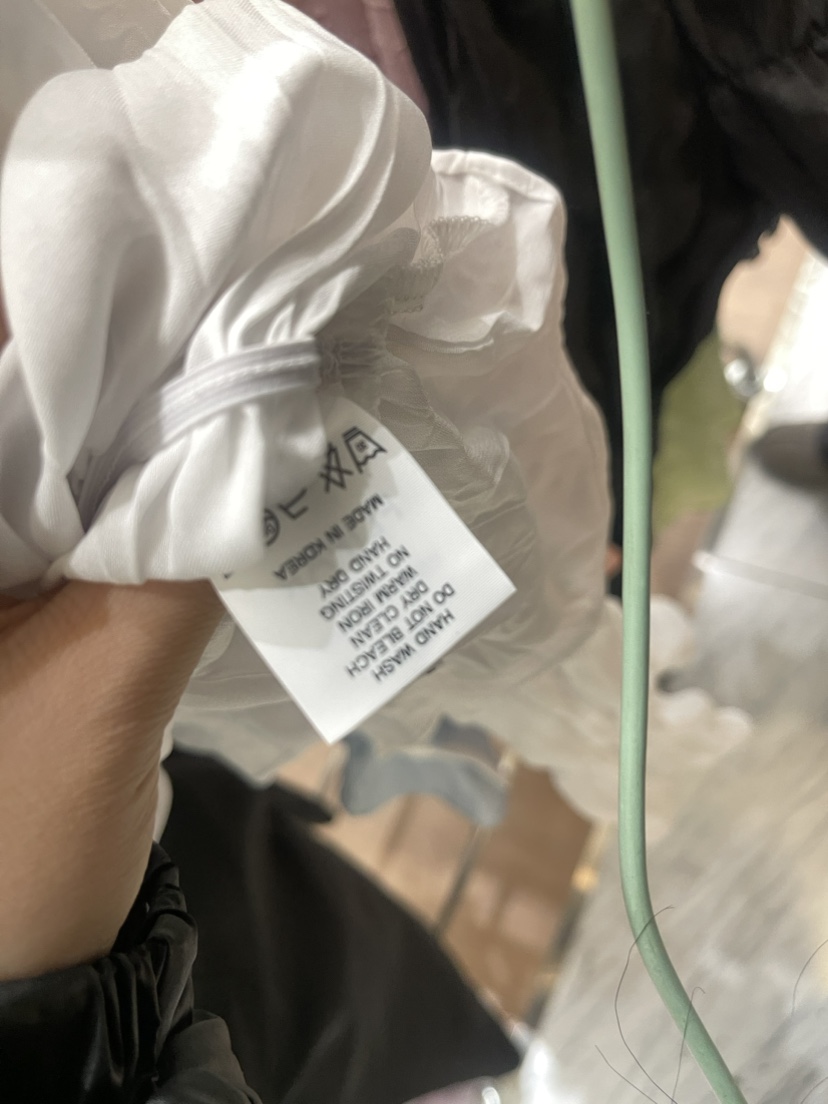 HAND WASH
DO NOT BLEACH
DRY CLEAN
WARM IRON
NO TWISTING
HAND DRY
MADE IN KOREA